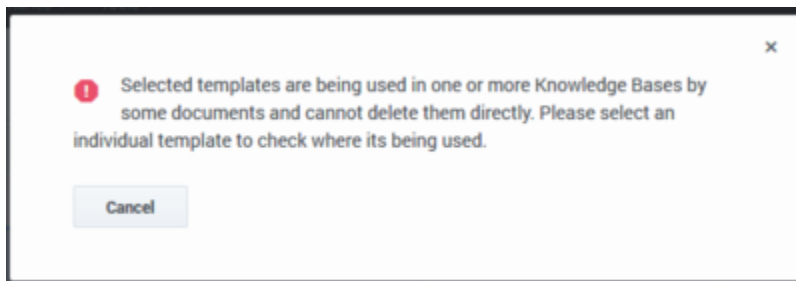 ×
Selected templates are being used in one or more Knowledge Bases by
some documents and cannot delete them directly. Please select an
individual template to check where its being used.
Cancel